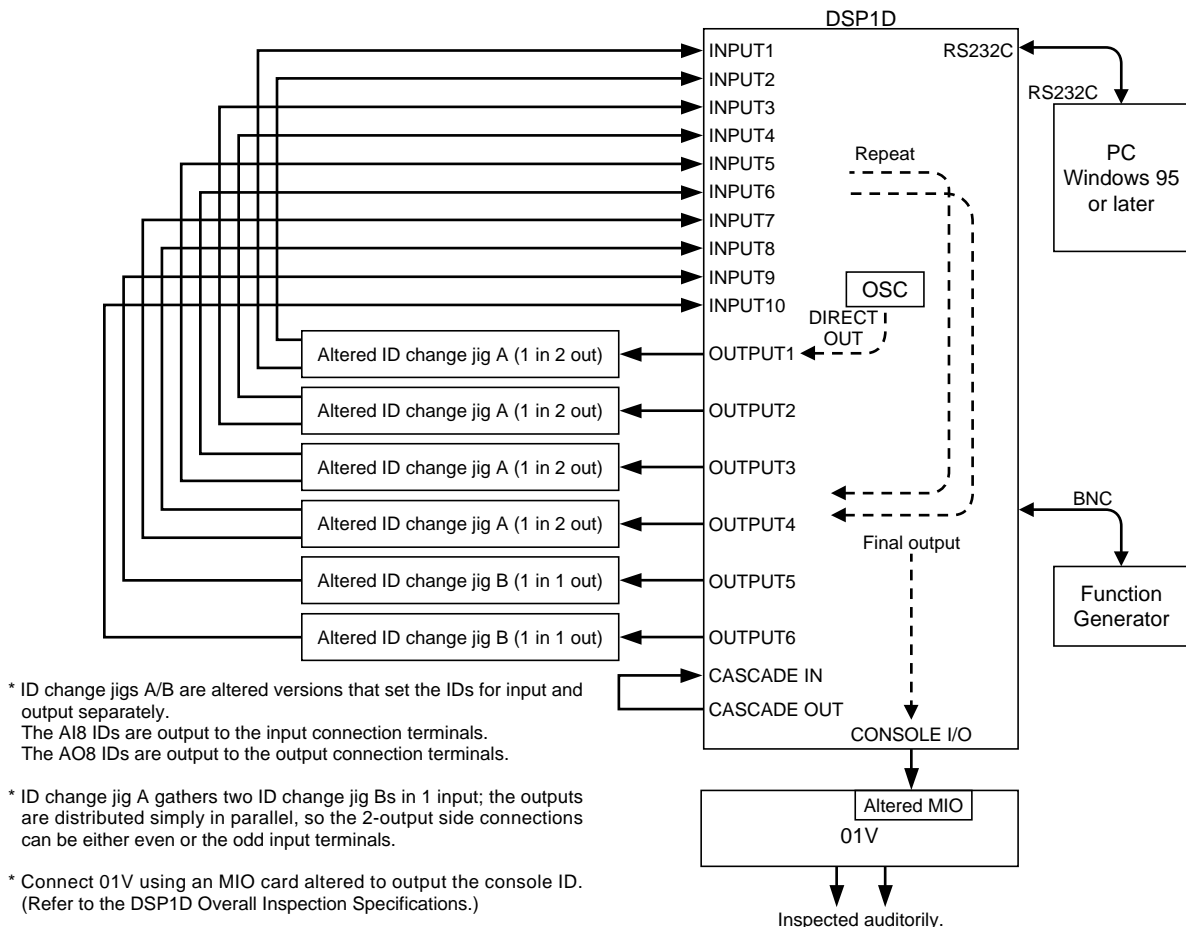 DSP1D
INPUT1
INPUT2
INPUT3
INPUT4
INPUT5
INPUT6
INPUT7
INPUT8
INPUT9
INPUT10
RS232C
RS232C
PC
Windows 95
or later
Repeat
OSC
DIRECT
OUT
Altered ID change jig A (1 in 2 out)
OUTPUT1
Altered ID change jig A (1 in 2 out)
OUTPUT2
Altered ID change jig A (1 in 2 out)
OUTPUT3
Altered ID change jig A (1 in 2 out)
OUTPUT4
Altered ID change jig B (1 in 1 out)
OUTPUT5
Altered ID change jig B (1 in 1 out)
OUTPUT6
Final output
BNC
Function
Generator
CASCADE IN
CASCADE OUT
CONSOLE I/O
Altered MIO
01V
Inspected auditorily.
* ID change jigs A/B are altered versions that set the IDs for input and
output separately.
The AI8 IDs are output to the input connection terminals.
The AO8 IDs are output to the output connection terminals.
* ID change jig A gathers two ID change jig Bs in 1 input; the outputs
are distributed simply in parallel, so the 2-output side connections
can be either even or the odd input terminals.
* Connect 01V using an MIO card altered to output the console ID.
(Refer to the DSP1D Overall Inspection Specifications.)